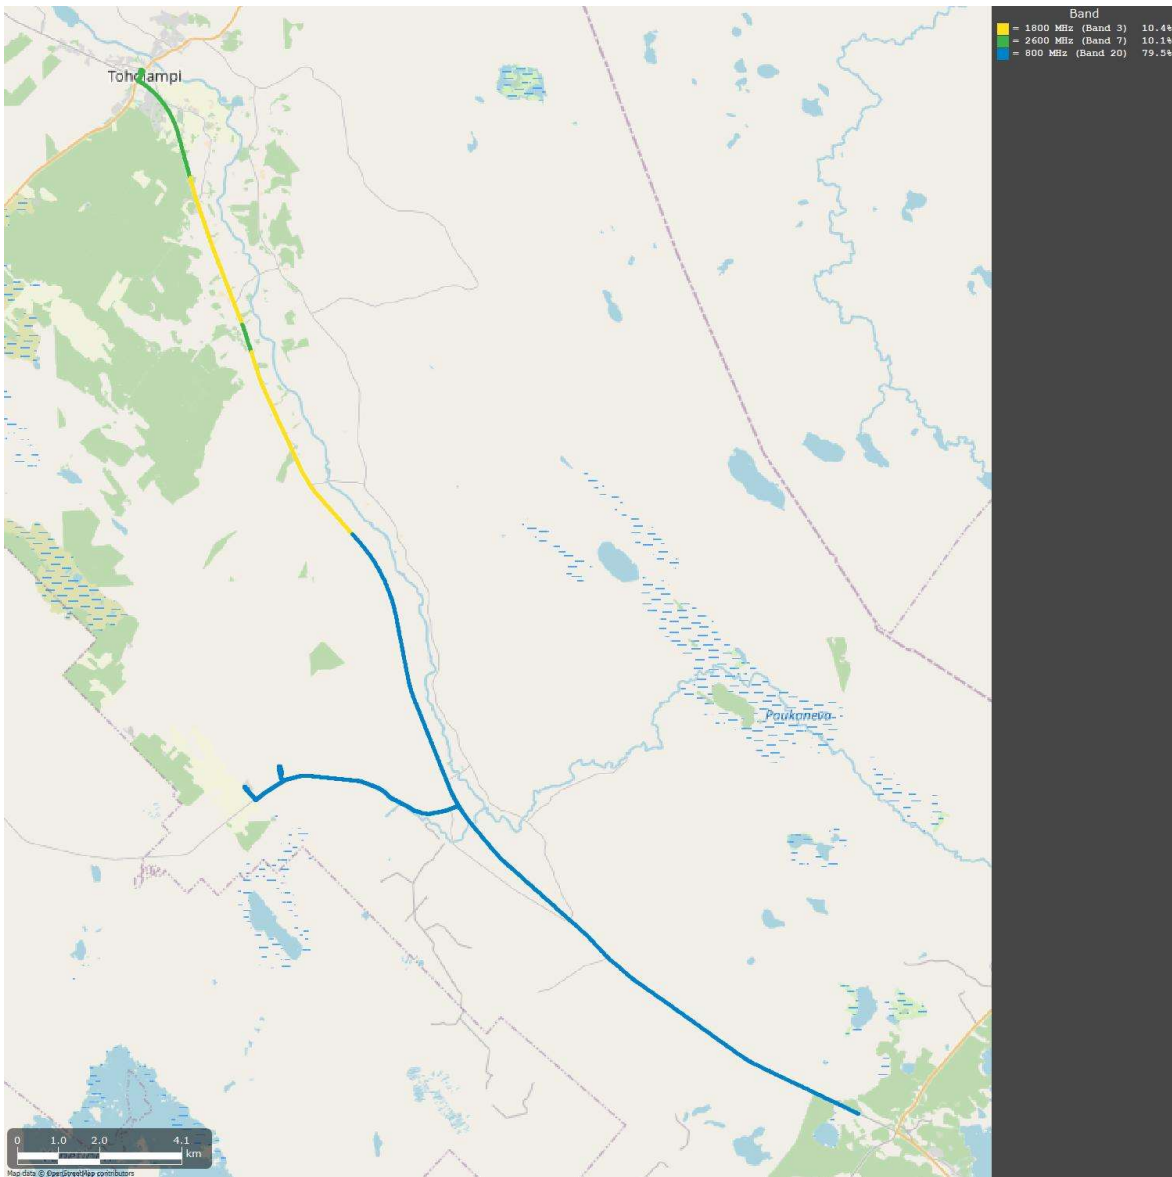 Band
= 1800 MHz (Band 3) 10.4%
= 2600 MHz (Band 7) 10.1%
= 800 MHz (Band 20) 79.5%
Toholampi
Paukaneva
0 1.0 2.0 4.1
km
Map data © OpenStreetMap contributors